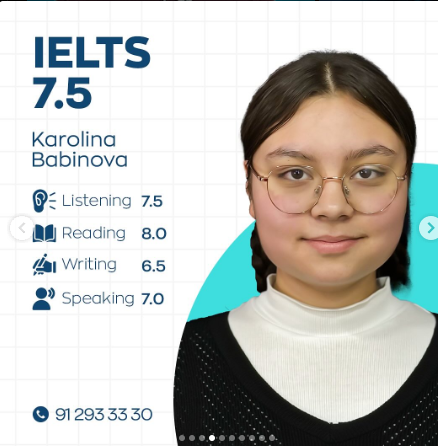 IELTS
7.5
Karolina
Babinova
Listening 7.5
Reading 8.0
Writing 6.5
Speaking 7.0
91 293 33 30